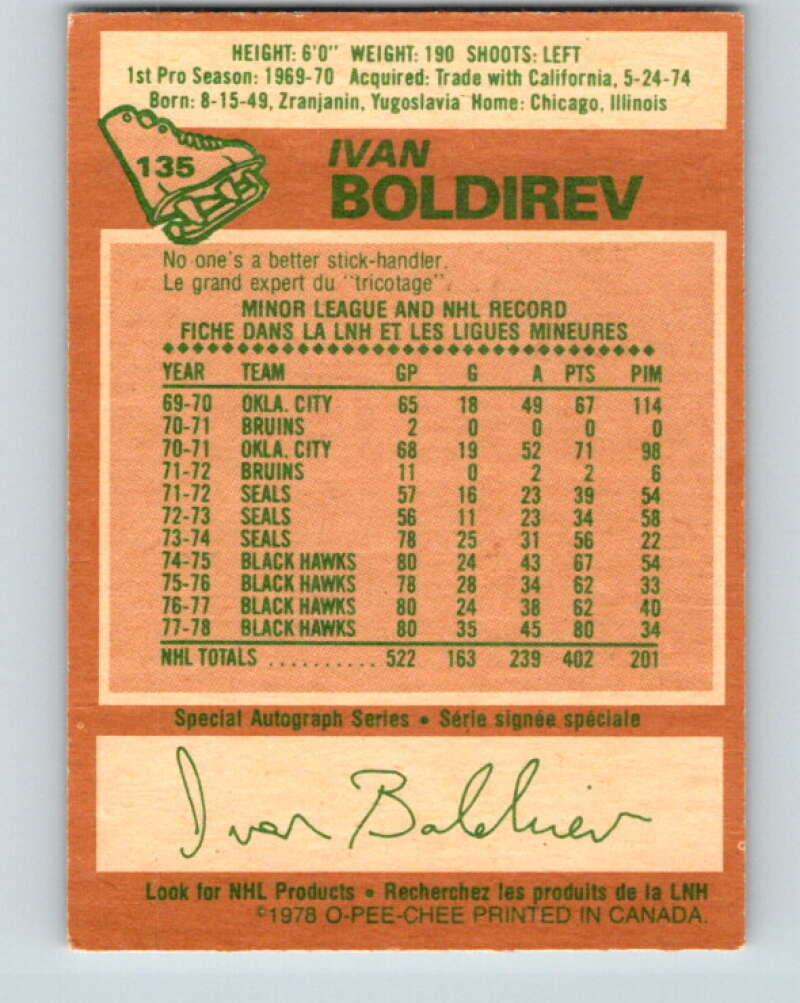 HEIGHT: 6'0" WEIGHT: 190 SHOOTS: LEFT
1st Pro Season: 1969-70 Acquired: Trade with California, 5-24-74
Born: 8-15-49, Zranjanin, Yugoslavia Home: Chicago, Illinois
135
IVAN
BOLDIREV
No one's a better stick-handler.
Le grand expert du "tricotage".
MINOR LEAGUE AND NHL RECORD
FICHE DANS LA LNH ET LES LIGUES MINEURES
YEAR TEAM GP G A PTS PIM
69-70 OKLA. CITY 65 18 49 67 114
70-71 BRUINS 2 0 0 0 0
70-71 OKLA. CITY 68 19 52 71 98
71-72 BRUINS 11 0 2 2 6
71-72 SEALS 57 16 23 39 54
72-73 SEALS 56 11 23 34 58
73-74 SEALS 78 25 31 56 22
74-75 BLACK HAWKS 80 24 43 67 54
75-76 BLACK HAWKS 78 28 34 62 33
76-77 BLACK HAWKS 80 24 38 62 40
77-78 BLACK HAWKS 80 35 45 80 34
NHL TOTALS .......... 522 163 239 402 201
Special Autograph Series • Série signée spéciale
Ivan Boldirev
Look for NHL Products • Recherchez les produits de la LNH
©1978 O-PEE-CHEE PRINTED IN CANADA.